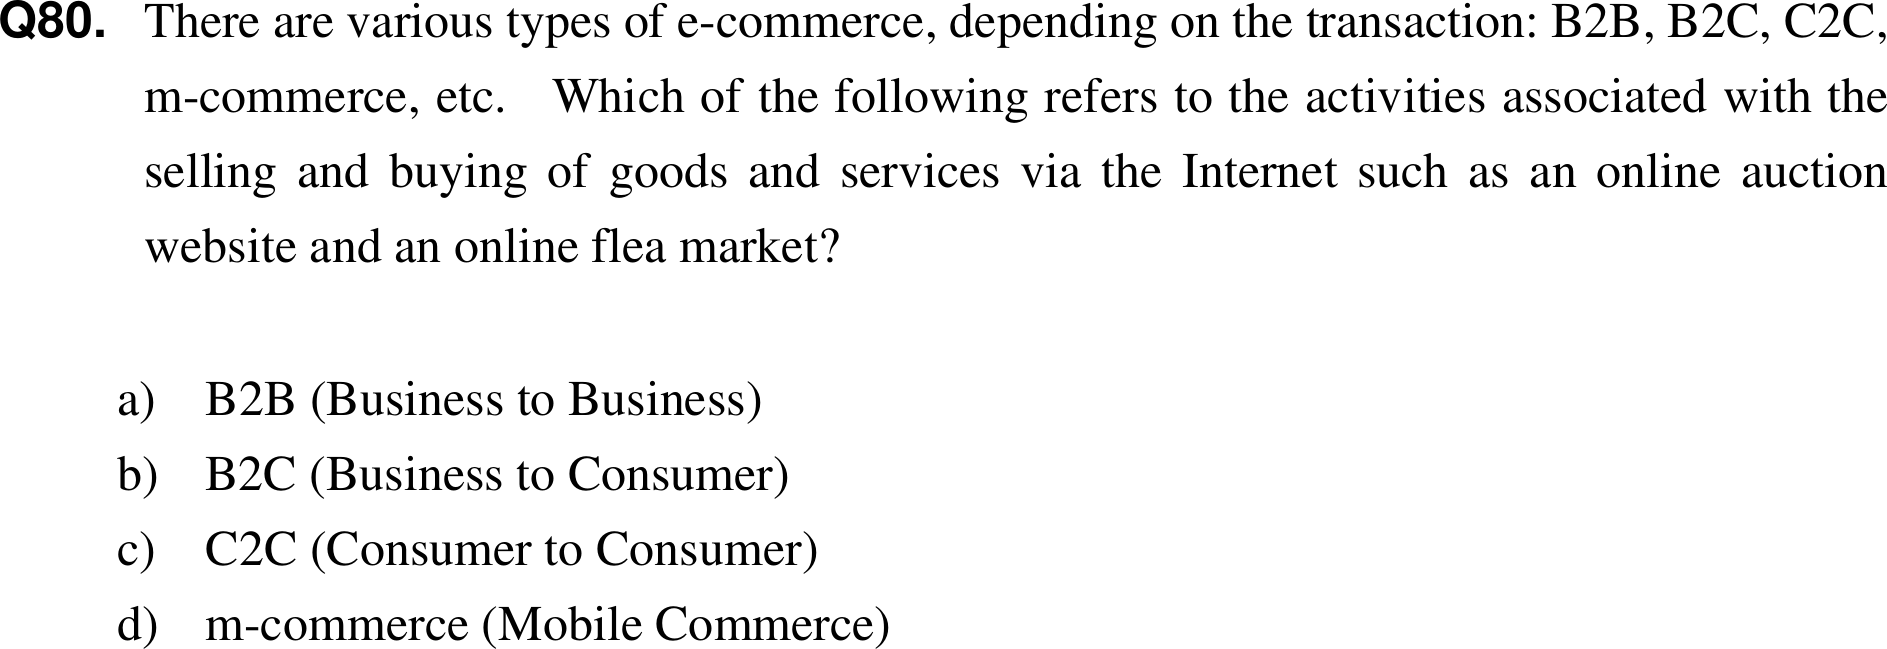 Q80. There are various types of e-commerce, depending on the transaction: B2B, B2C, C2C,
m-commerce, etc. Which of the following refers to the activities associated with the
selling and buying of goods and services via the Internet such as an online auction
website and an online flea market?
a) B2B (Business to Business)
b) B2C (Business to Consumer)
c) C2C (Consumer to Consumer)
d) m-commerce (Mobile Commerce)